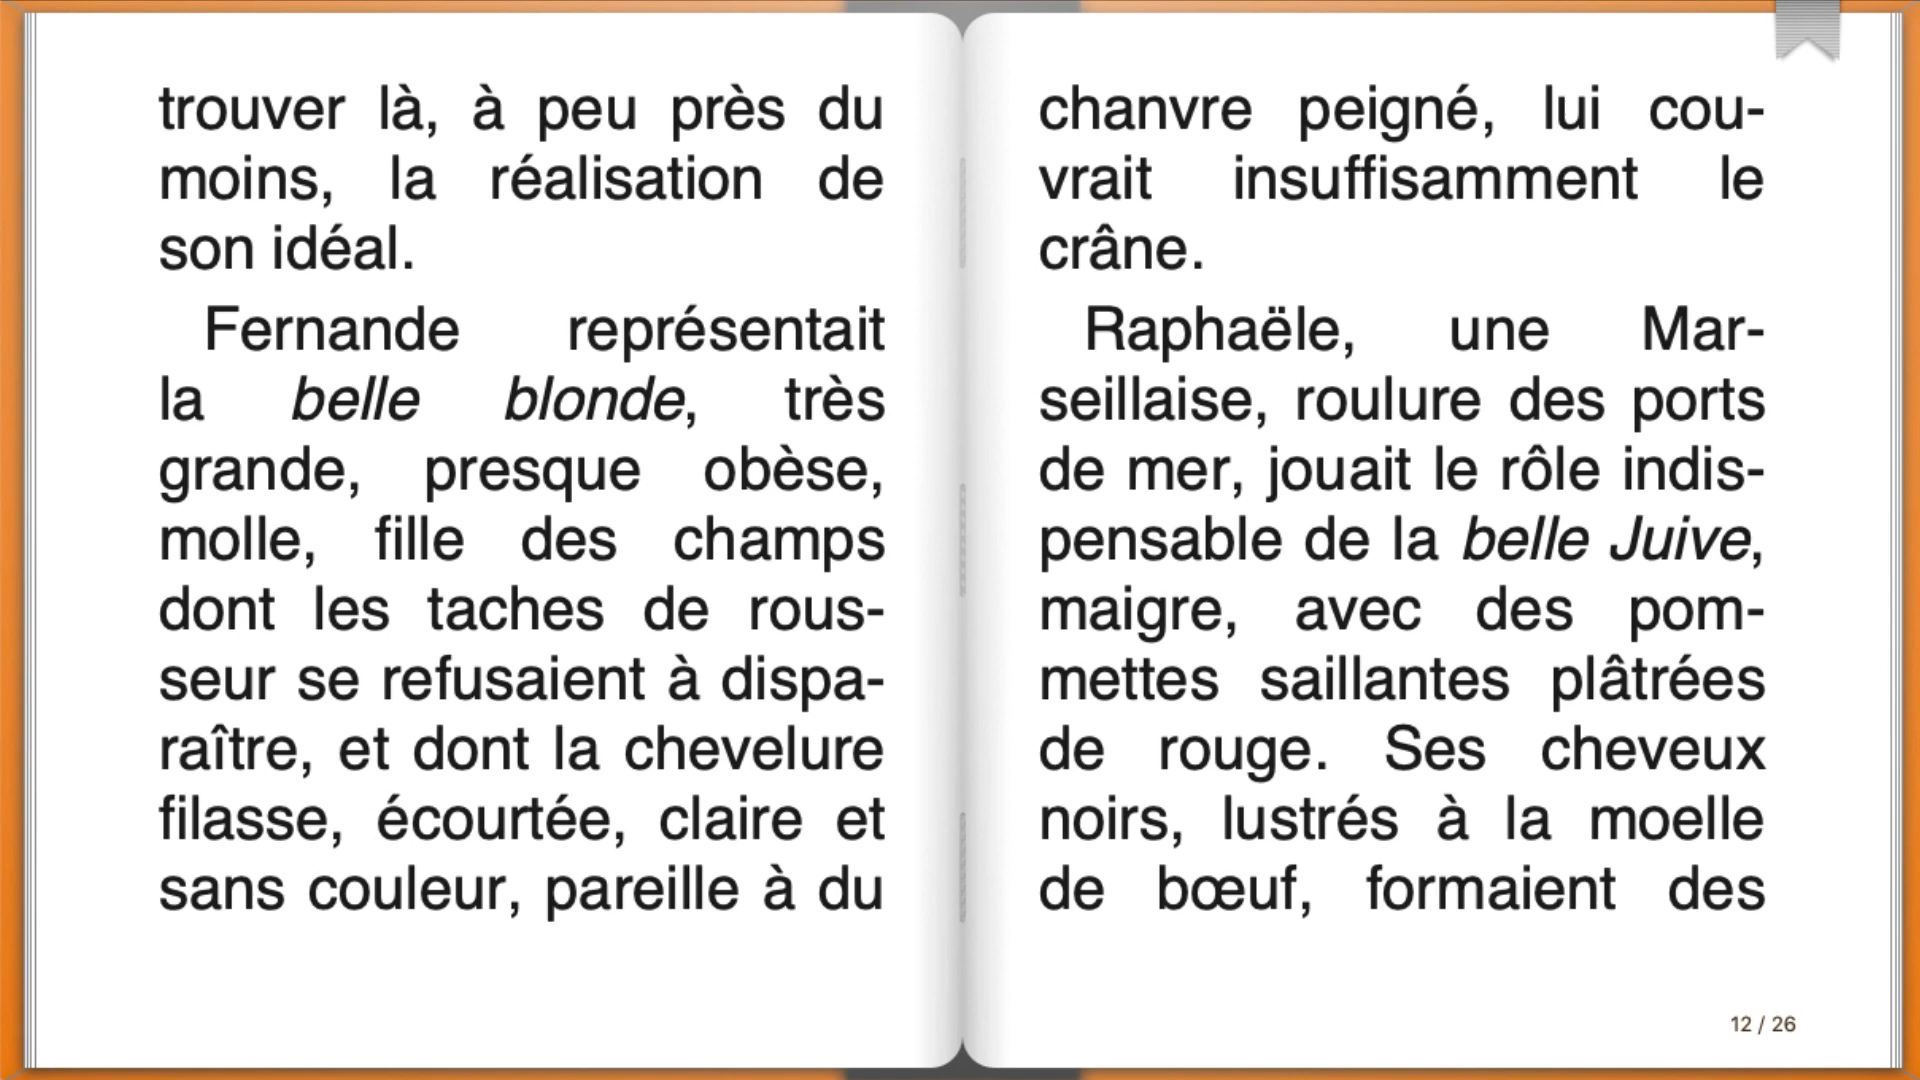 trouver là, à peu près du
moins, la réalisation de
son idéal.
Fernande représentait
la belle blonde, très
grande, presque obèse,
molle, fille des champs
dont les taches de rous-
seur se refusaient à dispa-
raître, et dont la chevelure
filasse, écourtée, claire et
sans couleur, pareille à du
chanvre peigné, lui cou-
vrait insuffisamment le
crâne.
Raphaële, une Mar-
seillaise, roulure des ports
de mer, jouait le rôle indis-
pensable de la belle Juive,
maigre, avec des pom-
mettes saillantes plâtrées
de rouge. Ses cheveux
noirs, lustrés à la moelle
de bœuf, formaient des
12 / 26